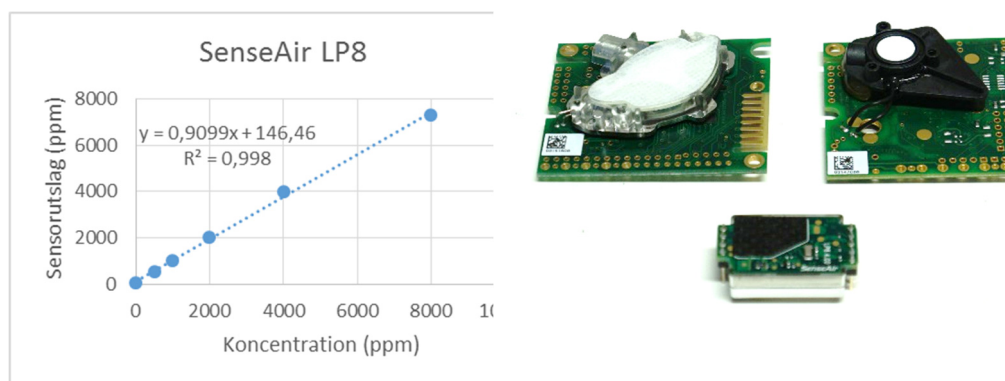 SenseAir LP8
Sensorutslag (ppm)
8000
6000
4000
2000
0
y = 0,9099x + 146,46
R² = 0,998
0 2000 4000 6000 8000
Koncentration (ppm)
SenseAir